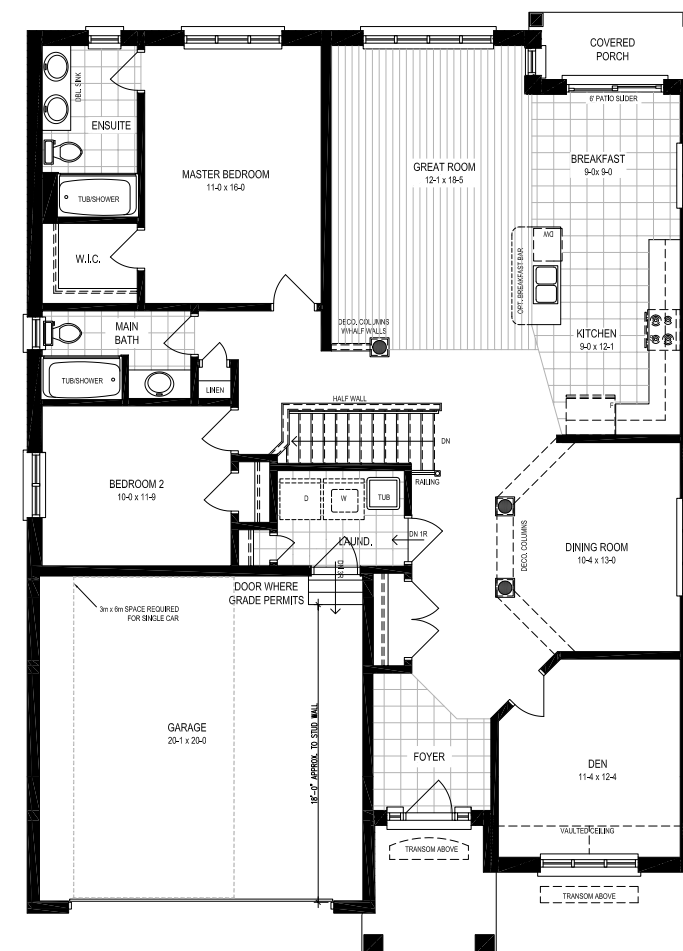 COVERED
PORCH
6' PATIO SLIDER
DBL SINK
ENSUITE
MASTER BEDROOM
11-0 x 16-0
GREAT ROOM
12-1 x 18-5
BREAKFAST
9-0x 9-0
TUB/SHOWER
W.I.C.
DW
OPT. BREAKFAST BAR
MAIN
BATH
DECO. COLUMNS
W/HALF WALLS
KITCHEN
9-0 x 12-1
TUB/SHOWER
LINEN
F
HALF WALL
DN
BEDROOM 2
10-0 x 11-9
RAILING
D
W
TUB
LAUND.
DN 1R
DECO. COLUMNS
DINING ROOM
10-4 x 13-0
DN 3R
DOOR WHERE
GRADE PERMITS
3m x 6m SPACE REQUIRED
FOR SINGLE CAR
GARAGE
20-1 x 20-0
18'-0" APPROX. TO STUD WALL
FOYER
DEN
11-4 x 12-4
VAULTED CEILING
TRANSOM ABOVE
TRANSOM ABOVE